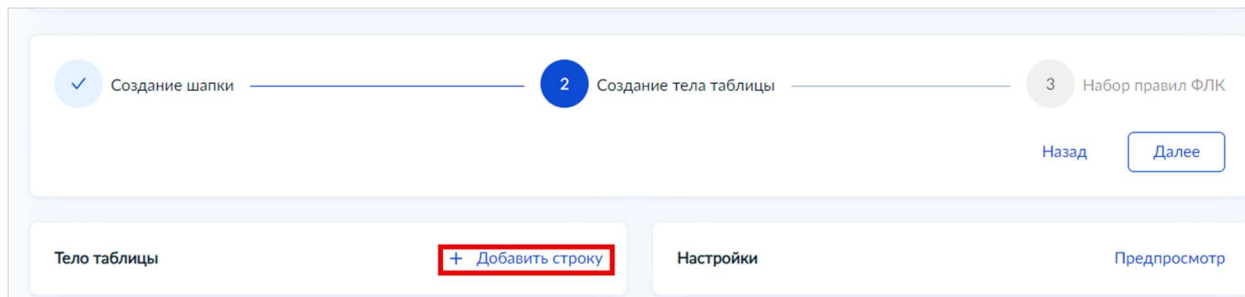 Создание шапки 2 Создание тела таблицы 3 Набор правил ФЛК
Назад Далее
Тело таблицы + Добавить строку Настройки Предпросмотр